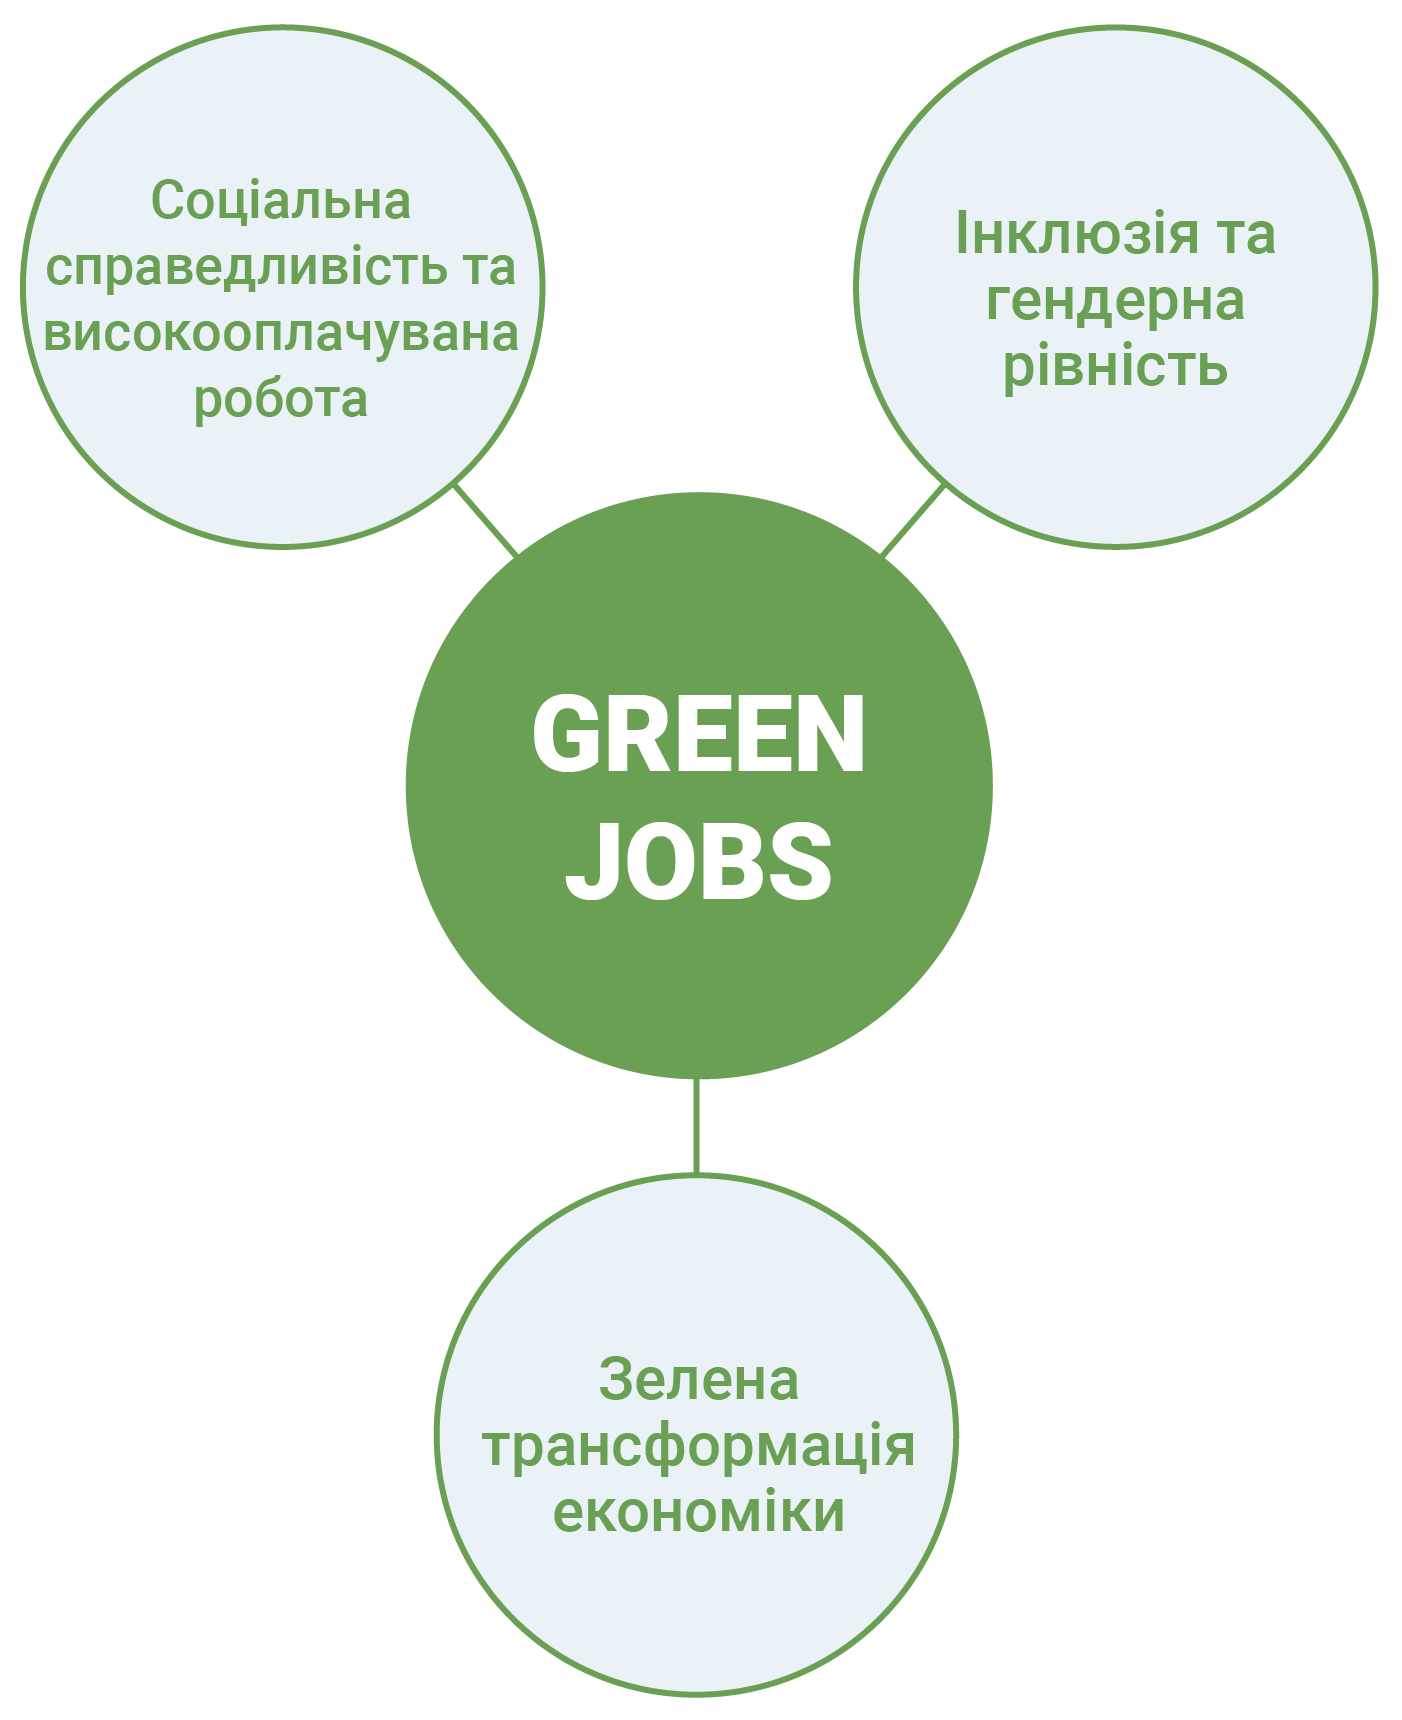 Соціальна
справедливість та
високооплачувана
робота
Інклюзія та
гендерна
рівність
GREEN
JOBS
Зелена
трансформація
економіки